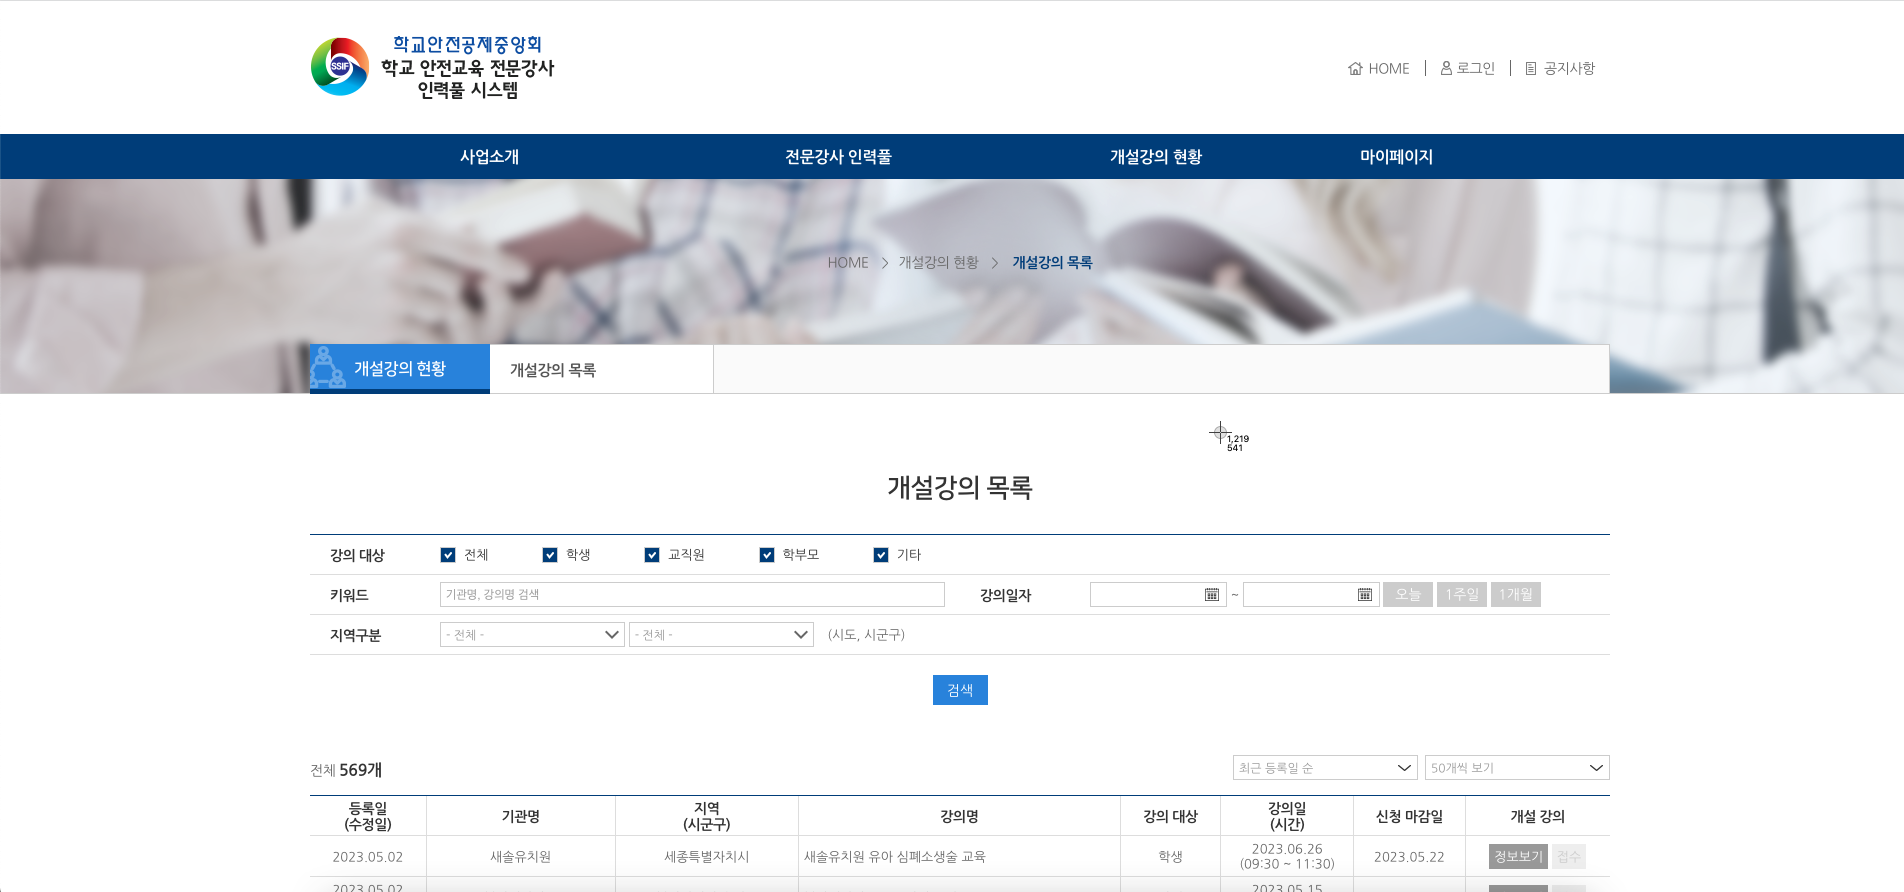 SSIF
학교안전공제중앙회
학교 안전교육 전문강사
인력풀 시스템
HOME 로그인 공지사항
사업소개 전문강사 인력풀 개설강의 현황 마이페이지
HOME 개설강의 현황 개설강의 목록
개설강의 현황 개설강의 목록
1,219
541
개설강의 목록
강의 대상 전체 학생 교직원 학부모 기타
키워드 기관명, 강의명 검색 강의일자 ~ 오늘 1주일 1개월
지역구분 - 전체 - - 전체 - (시도, 시군구)
검색
전체 569개 최근 등록일 순 50개씩 보기
등록일 (수정일) 기관명 지역 (시군구) 강의명 강의 대상 강의일 (시간) 신청 마감일 개설 강의
2023.05.02 새솔유치원 세종특별자치시 새솔유치원 유아 심폐소생술 교육 학생 2023.06.26 (09:30 ~ 11:30) 2023.05.22 정보보기 접수
2023.05.02 2023.05.15